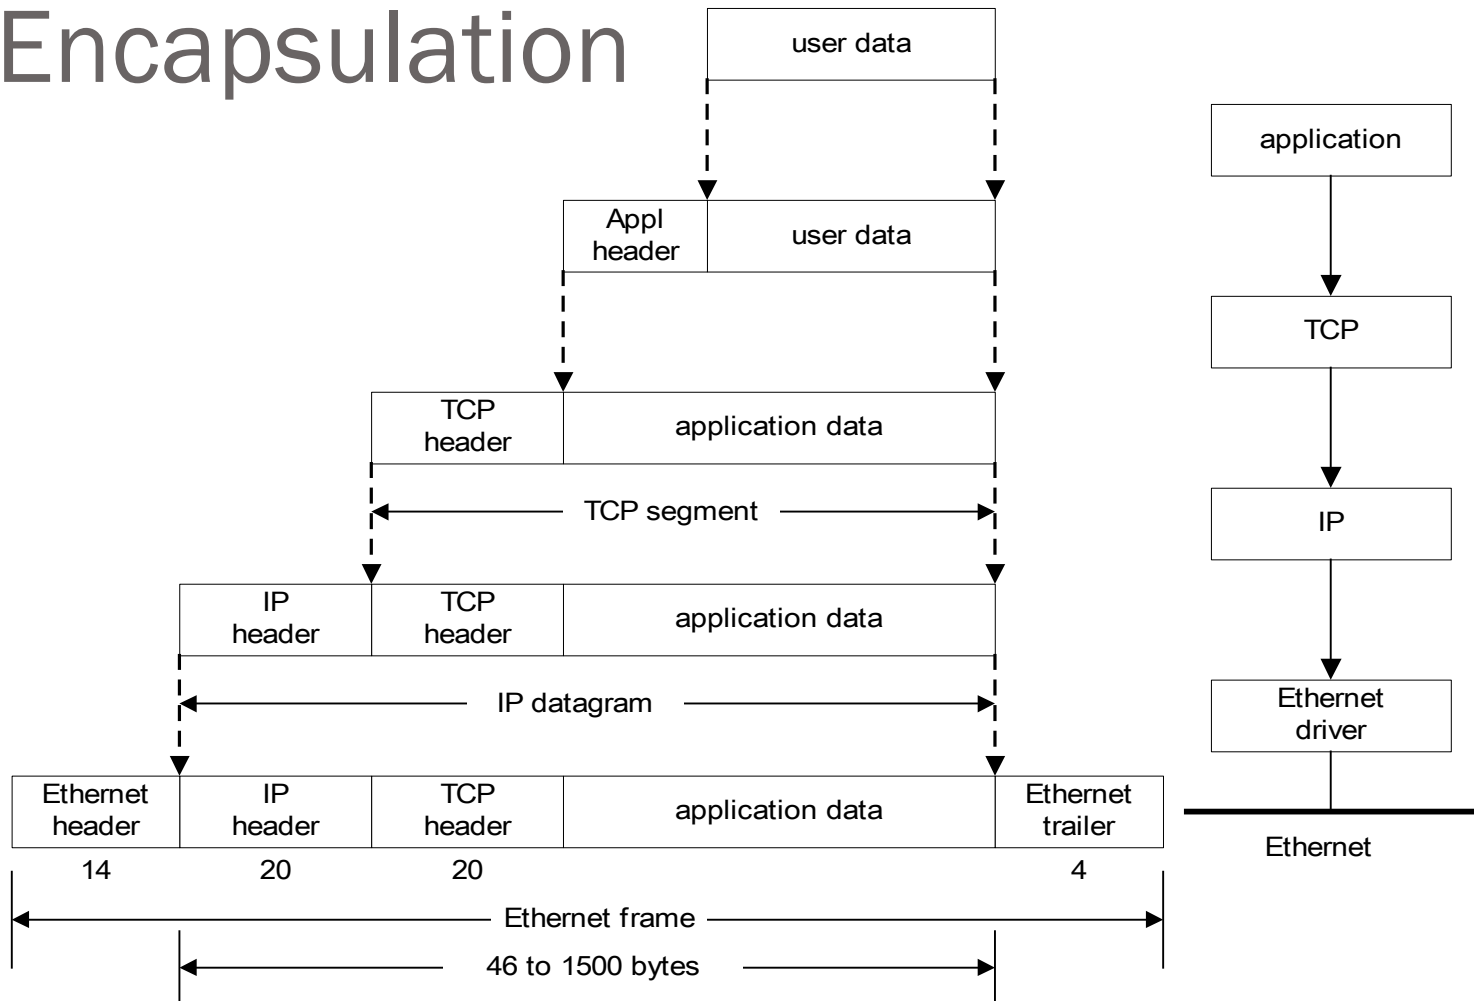 Encapsulation
user data
application
Appl
header
user data
TCP
TCP
header
application data
TCP segment
IP
IP
header
TCP
header
application data
IP datagram
Ethernet
driver
Ethernet
header
IP
header
TCP
header
application data
Ethernet
trailer
Ethernet
14
20
20
4
Ethernet frame
46 to 1500 bytes